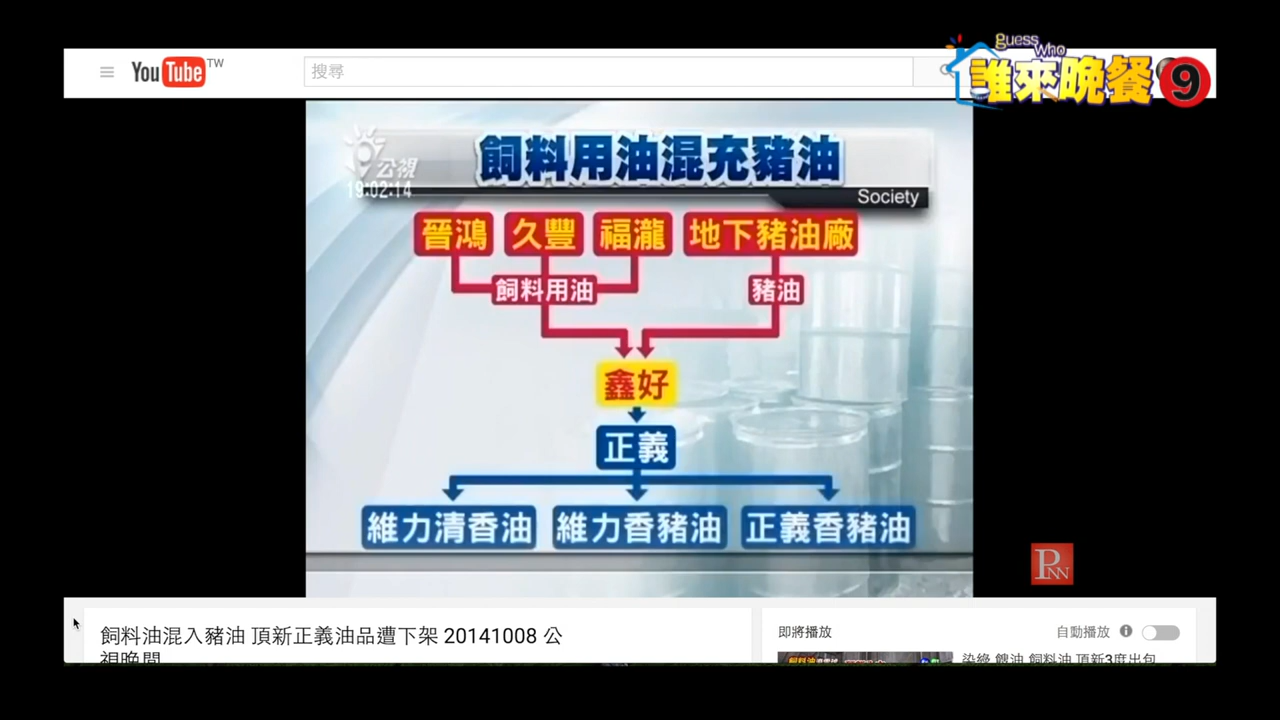 guess who
YouTube TW
搜尋
誰來晚餐 9
飼料用油混充豬油
公視
19:02:14
Society
晉鴻 久豐 福瀧 地下豬油廠
飼料用油 豬油
鑫好
正義
維力清香油 維力香豬油 正義香豬油
PNN
飼料油混入豬油 頂新正義油品遭下架 20141008 公
視晚間
即將播放
自動播放
染綠 餿油 飼料油 頂新3度出包